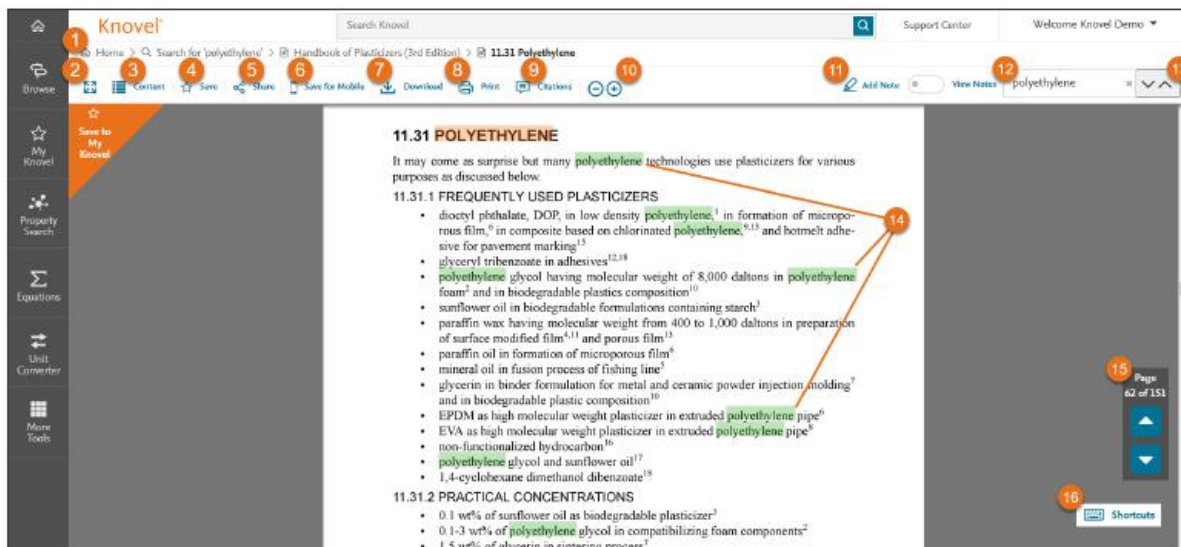 Knovel®
Search Knovel
Support Center
Welcome Knovel Demo
1
Home > Search for 'polyethylene' > Handbook of Plasticizers (3rd Edition) > 11.31 Polyethylene
2 3 4 5 6 7 8 9 10 11 12
Content Save Share Save for Mobile Download Print Citations Add Note View Notes polyethylene
Browse
My
Knovel
Property
Search
Equations
Unit
Converter
More
Tools
Save to
My
Knovel
11.31 POLYETHYLENE
It may come as surprise but many polyethylene technologies use plasticizers for various
purposes as discussed below.
11.31.1 FREQUENTLY USED PLASTICIZERS
• dioctyl phthalate, DOP, in low density polyethylene,¹ in formation of micropo-
rous film,⁶ in composite based on chlorinated polyethylene,⁹,¹³ and hotmelt adhe-
sive for pavement marking¹⁵
• glyceryl tribenzoate in adhesives¹²,¹⁸
• polyethylene glycol having molecular weight of 8,000 daltons in polyethylene
foam² and in biodegradable plastics composition¹⁰
• sunflower oil in biodegradable formulations containing starch³
• paraffin wax having molecular weight from 400 to 1,000 daltons in preparation
of surface modified film⁴,¹¹ and porous film¹³
• paraffin oil in formation of microporous film⁶
• mineral oil in fusion process of fishing line⁵
• glycerin in binder formulation for metal and ceramic powder injection molding⁷
and in biodegradable plastic composition¹⁰
• EPDM as high molecular weight plasticizer in extruded polyethylene pipe⁶
• EVA as high molecular weight plasticizer in extruded polyethylene pipe⁸
• non-functionalized hydrocarbon¹⁶
• polyethylene glycol and sunflower oil¹⁷
• 1,4-cyclohexane dimethanol dibenzoate¹⁸
11.31.2 PRACTICAL CONCENTRATIONS
• 0.1 wt% of sunflower oil as biodegradable plasticizer³
• 0.1-3 wt% of polyethylene glycol in compatibilizing foam components²
• 1.5 wt% of glycerin in sintering process⁷
14
15
Page
62 of 151
16
Shortcuts